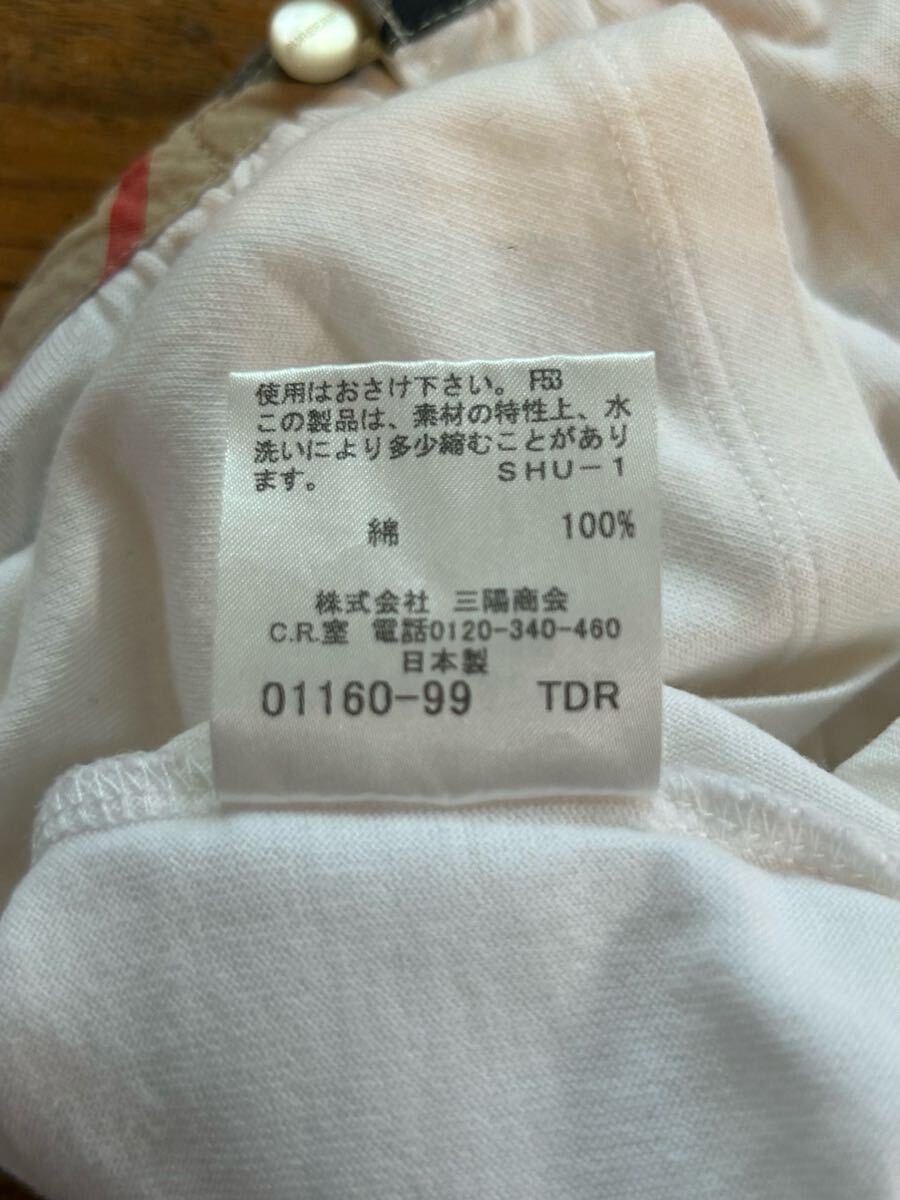 使用はおさけ下さい。 F53
この製品は、素材の特性上、水
洗いにより多少縮むことがあり
ます。 SHU-1
綿 100%
株式会社 三陽商会
C.R.室 電話0120-340-460
日本製
01160-99 TDR